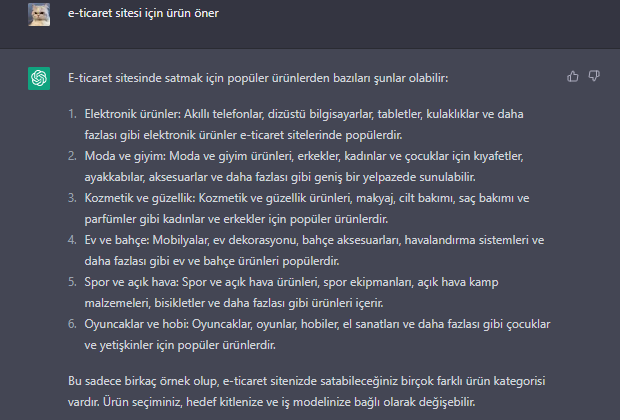 e-ticaret sitesi için ürün öner
E-ticaret sitesinde satmak için popüler ürünlerden bazıları şunlar olabilir:
1. Elektronik ürünler: Akıllı telefonlar, dizüstü bilgisayarlar, tabletler, kulaklıklar ve daha
fazlası gibi elektronik ürünler e-ticaret sitelerinde popülerdir.
2. Moda ve giyim: Moda ve giyim ürünleri, erkekler, kadınlar ve çocuklar için kıyafetler,
ayakkabılar, aksesuarlar ve daha fazlası gibi geniş bir yelpazede sunulabilir.
3. Kozmetik ve güzellik: Kozmetik ve güzellik ürünleri, makyaj, cilt bakımı, saç bakımı ve
parfümler gibi kadınlar ve erkekler için popüler ürünlerdir.
4. Ev ve bahçe: Mobilyalar, ev dekorasyonu, bahçe aksesuarları, havalandırma sistemleri ve
daha fazlası gibi ev ve bahçe ürünleri popülerdir.
5. Spor ve açık hava: Spor ve açık hava ürünleri, spor ekipmanları, açık hava kamp
malzemeleri, bisikletler ve daha fazlası gibi ürünleri içerir.
6. Oyuncaklar ve hobi: Oyuncaklar, oyunlar, hobiler, el sanatları ve daha fazlası gibi çocuklar
ve yetişkinler için popüler ürünlerdir.
Bu sadece birkaç örnek olup, e-ticaret sitenizde satabileceğiniz birçok farklı ürün kategorisi
vardır. Ürün seçiminiz, hedef kitlenize ve iş modelinize bağlı olarak değişebilir.